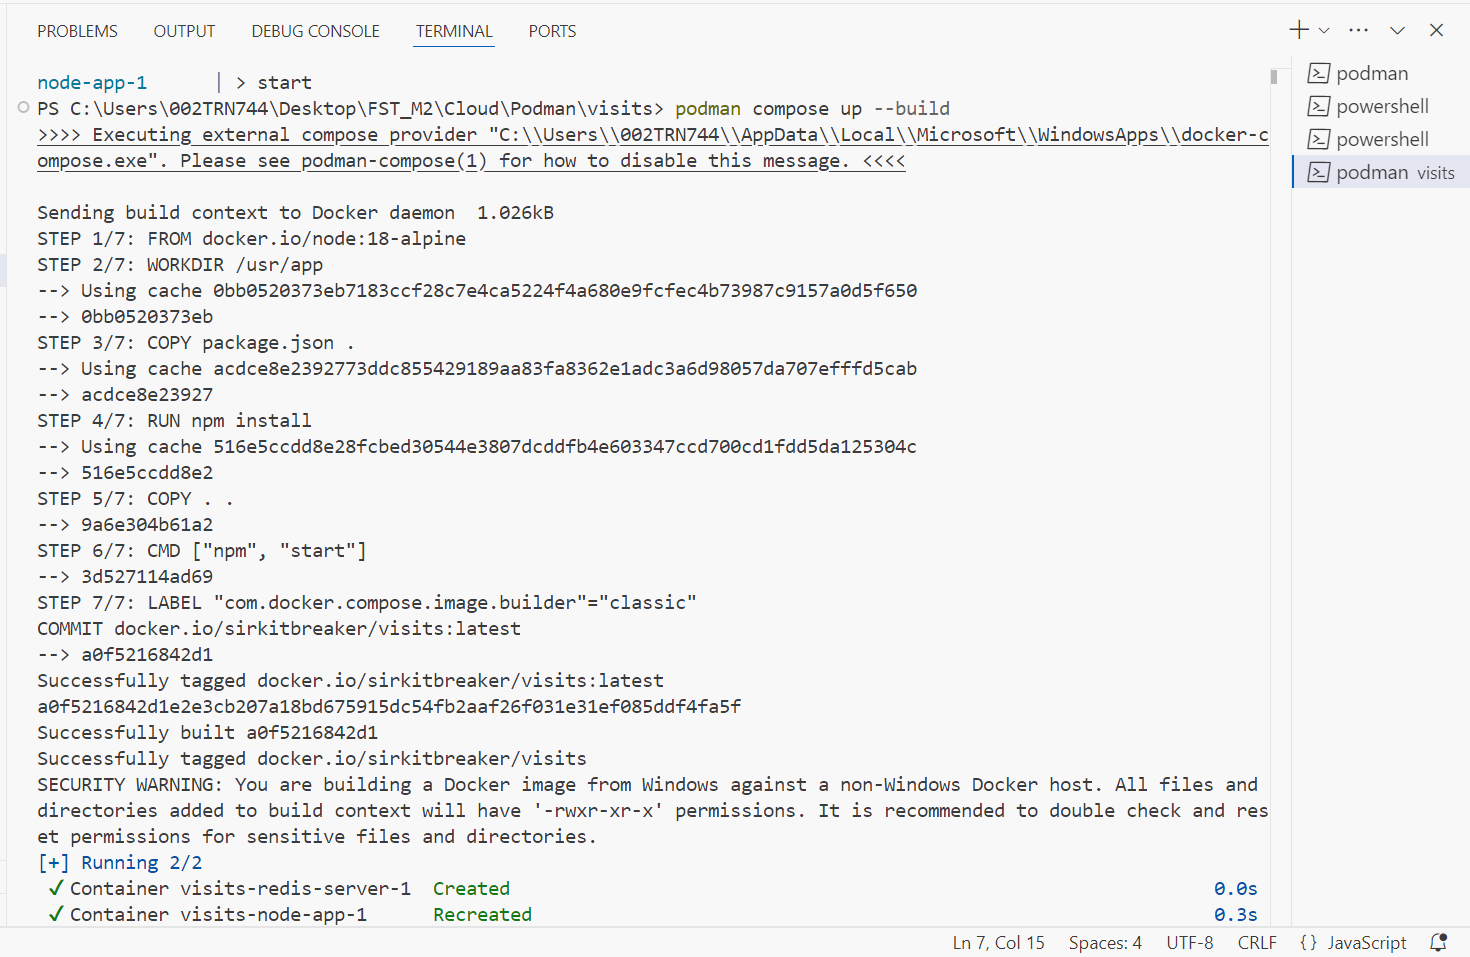 PROBLEMS OUTPUT DEBUG CONSOLE TERMINAL PORTS
node-app-1 | > start
PS C:\Users\002TRN744\Desktop\FST_M2\Cloud\Podman\visits> podman compose up --build
>>>> Executing external compose provider "C:\\Users\\002TRN744\\AppData\\Local\\Microsoft\\WindowsApps\\docker-c
ompose.exe". Please see podman-compose(1) for how to disable this message. <<<<
Sending build context to Docker daemon 1.026kB
STEP 1/7: FROM docker.io/node:18-alpine
STEP 2/7: WORKDIR /usr/app
--> Using cache 0bb0520373eb7183ccf28c7e4ca5224f4a680e9fcfec4b73987c9157a0d5f650
--> 0bb0520373eb
STEP 3/7: COPY package.json .
--> Using cache acdce8e2392773ddc855429189aa83fa8362e1adc3a6d98057da707efffd5cab
--> acdce8e23927
STEP 4/7: RUN npm install
--> Using cache 516e5ccdd8e28fcbed30544e3807dcddfb4e603347ccd700cd1fdd5da125304c
--> 516e5ccdd8e2
STEP 5/7: COPY . .
--> 9a6e304b61a2
STEP 6/7: CMD ["npm", "start"]
--> 3d527114ad69
STEP 7/7: LABEL "com.docker.compose.image.builder"="classic"
COMMIT docker.io/sirkitbreaker/visits:latest
--> a0f5216842d1
Successfully tagged docker.io/sirkitbreaker/visits:latest
a0f5216842d1e2e3cb207a18bd675915dc54fb2aaf26f031e31ef085ddf4fa5f
Successfully built a0f5216842d1
Successfully tagged docker.io/sirkitbreaker/visits
SECURITY WARNING: You are building a Docker image from Windows against a non-Windows Docker host. All files and
directories added to build context will have '-rwxr-xr-x' permissions. It is recommended to double check and res
et permissions for sensitive files and directories.
[+] Running 2/2
✓ Container visits-redis-server-1 Created 0.0s
✓ Container visits-node-app-1 Recreated 0.3s
podman
powershell
powershell
podman visits
Ln 7, Col 15 Spaces: 4 UTF-8 CRLF {} JavaScript